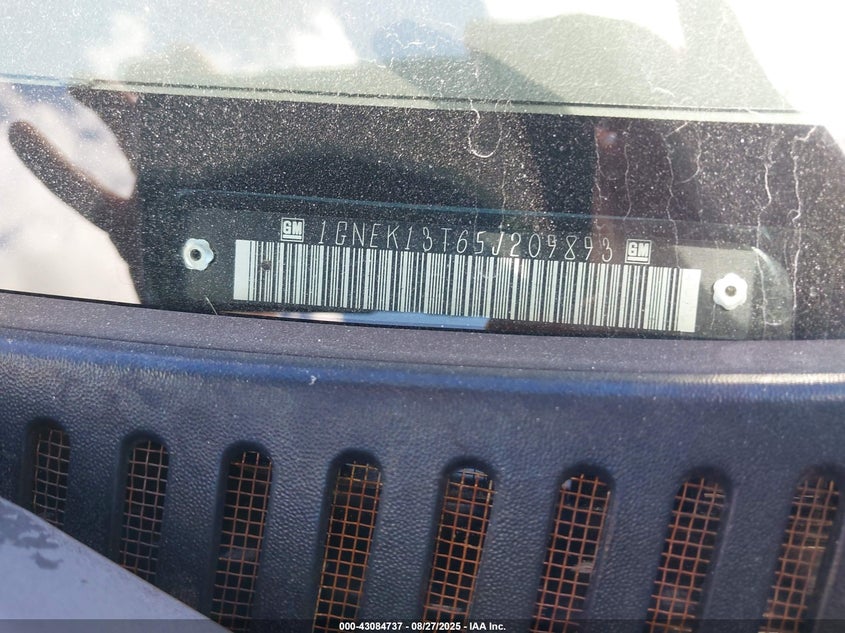 GM 1GNEK13T65J209893 GM
000-43084737 - 08/27/2025 - IAA Inc.